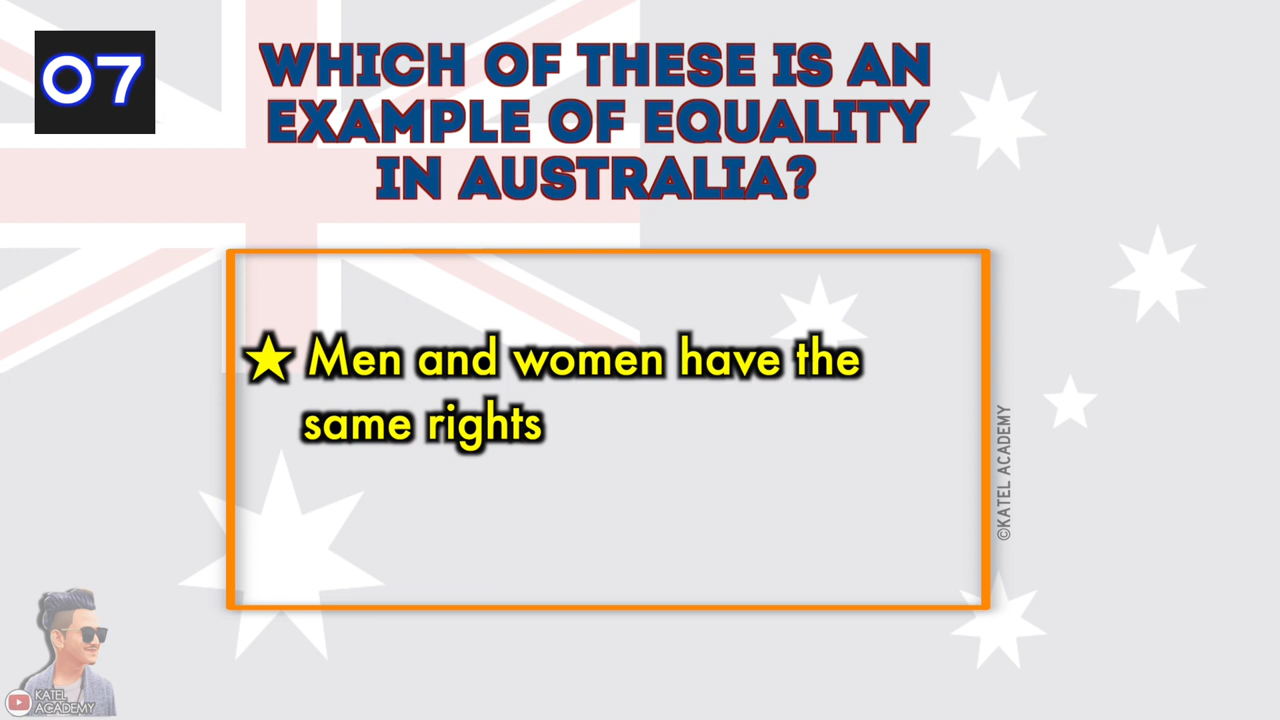 07
WHICH OF THESE IS AN
EXAMPLE OF EQUALITY
IN AUSTRALIA?
★ Men and women have the
same rights
©KATEL ACADEMY
KATEL
ACADEMY